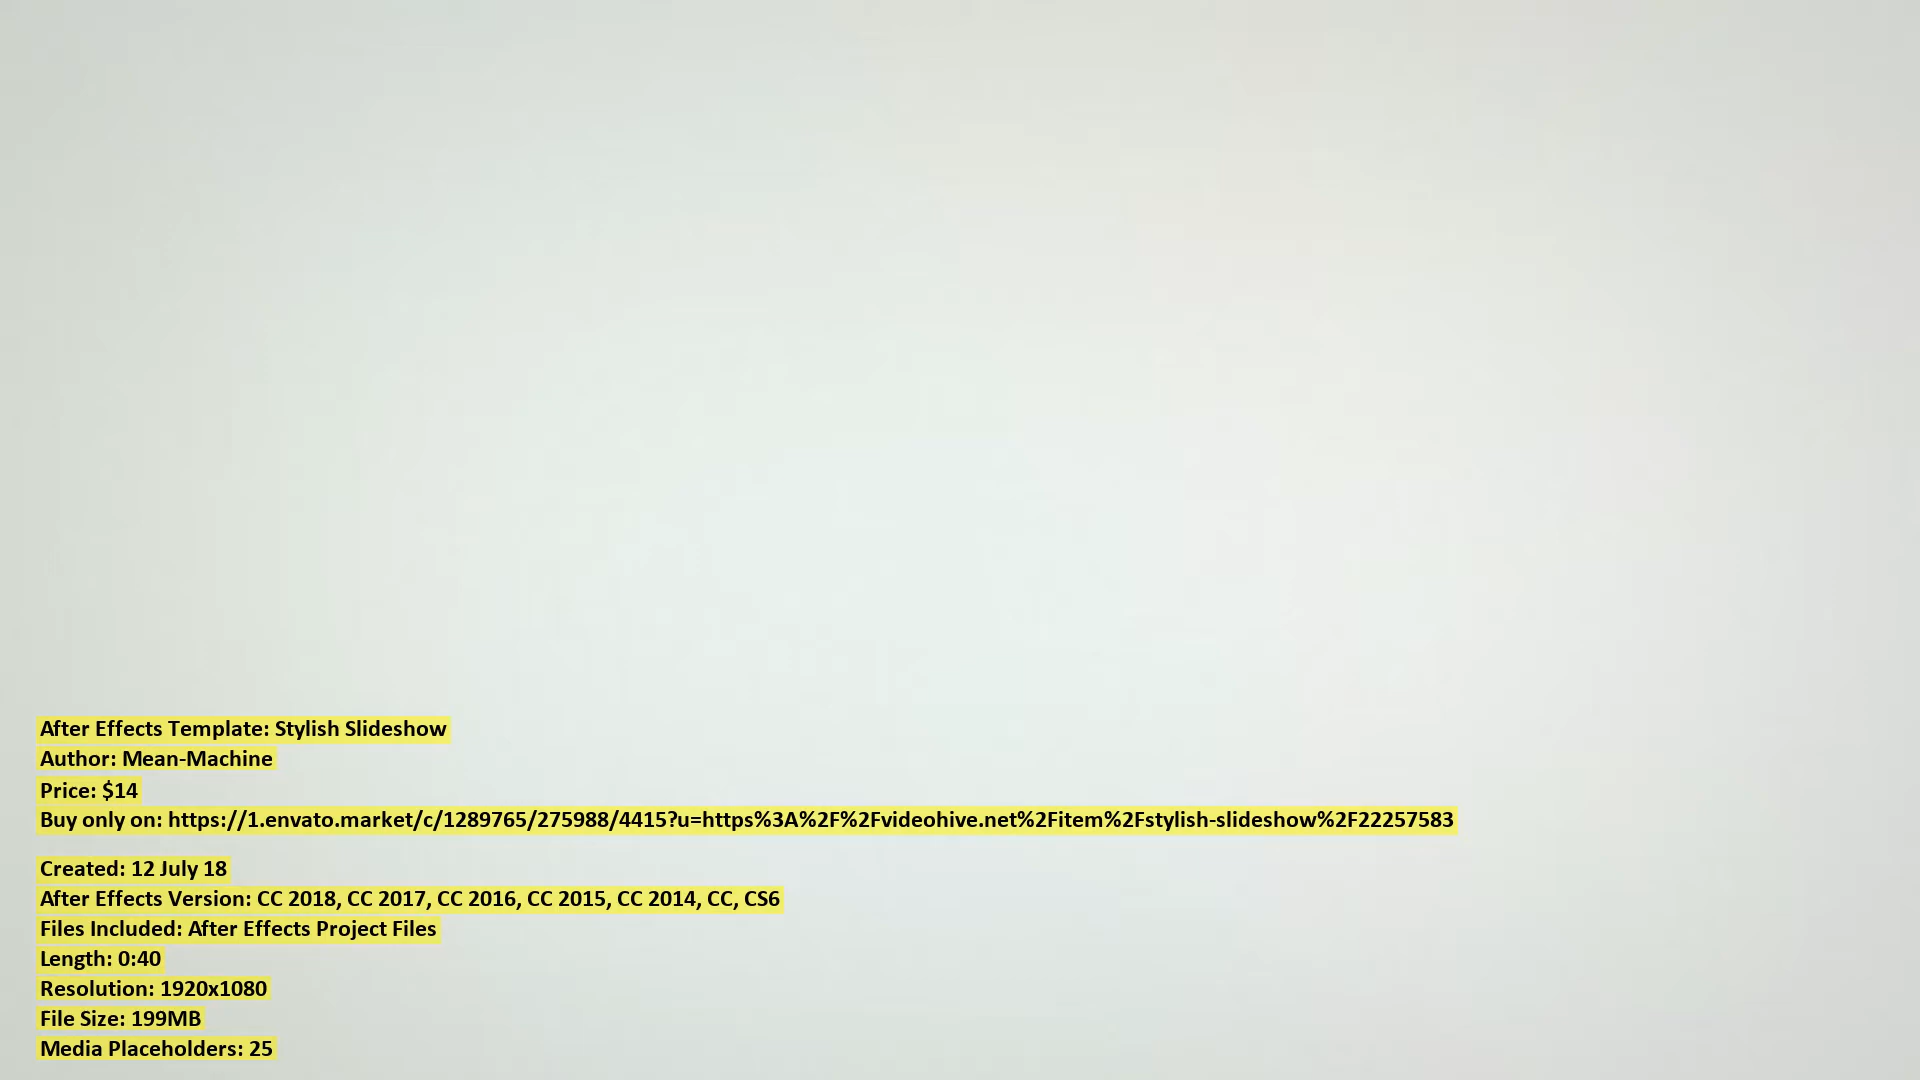 After Effects Template: Stylish Slideshow
Author: Mean-Machine
Price: $14
Buy only on: https://1.envato.market/c/1289765/275988/4415?u=https%3A%2F%2Fvideohive.net%2Fitem%2Fstylish-slideshow%2F22257583
Created: 12 July 18
After Effects Version: CC 2018, CC 2017, CC 2016, CC 2015, CC 2014, CC, CS6
Files Included: After Effects Project Files
Length: 0:40
Resolution: 1920x1080
File Size: 199MB
Media Placeholders: 25